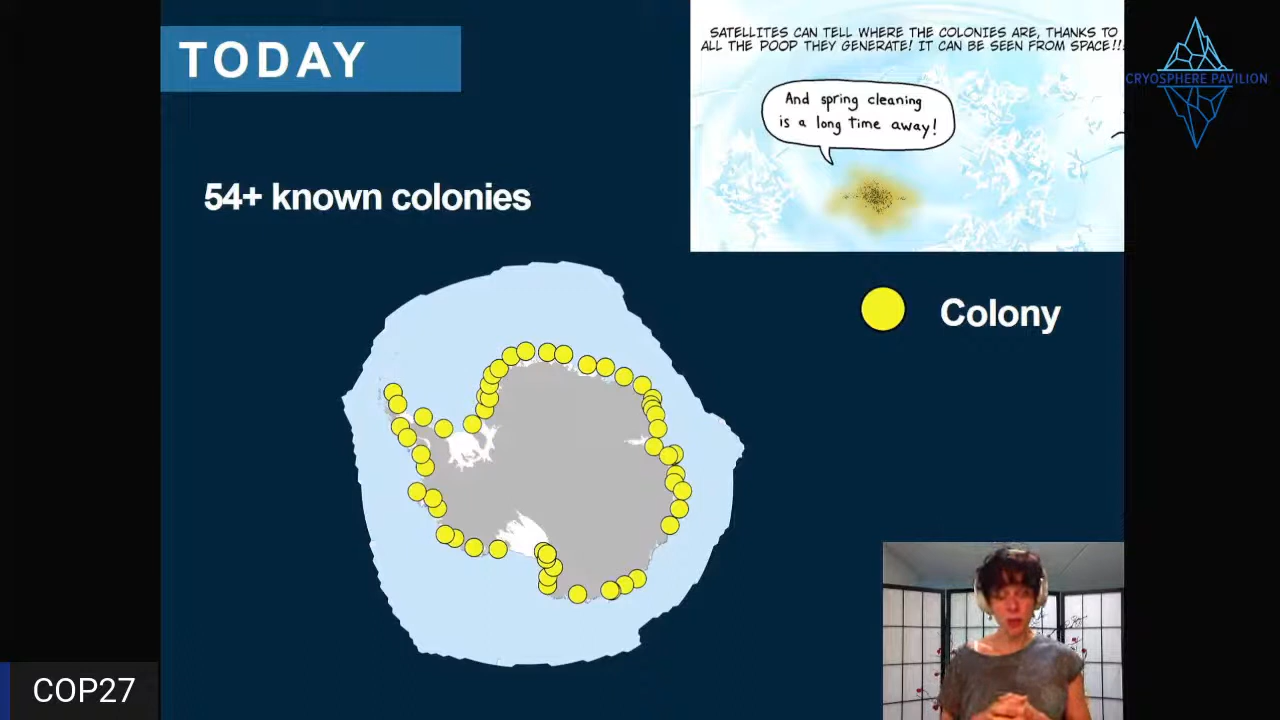 TODAY
SATELLITES CAN TELL WHERE THE COLONIES ARE, THANKS TO
ALL THE POOP THEY GENERATE! IT CAN BE SEEN FROM SPACE!!!
CRYOSPHERE PAVILION
And spring cleaning
is a long time away!
54+ known colonies
Colony
COP27